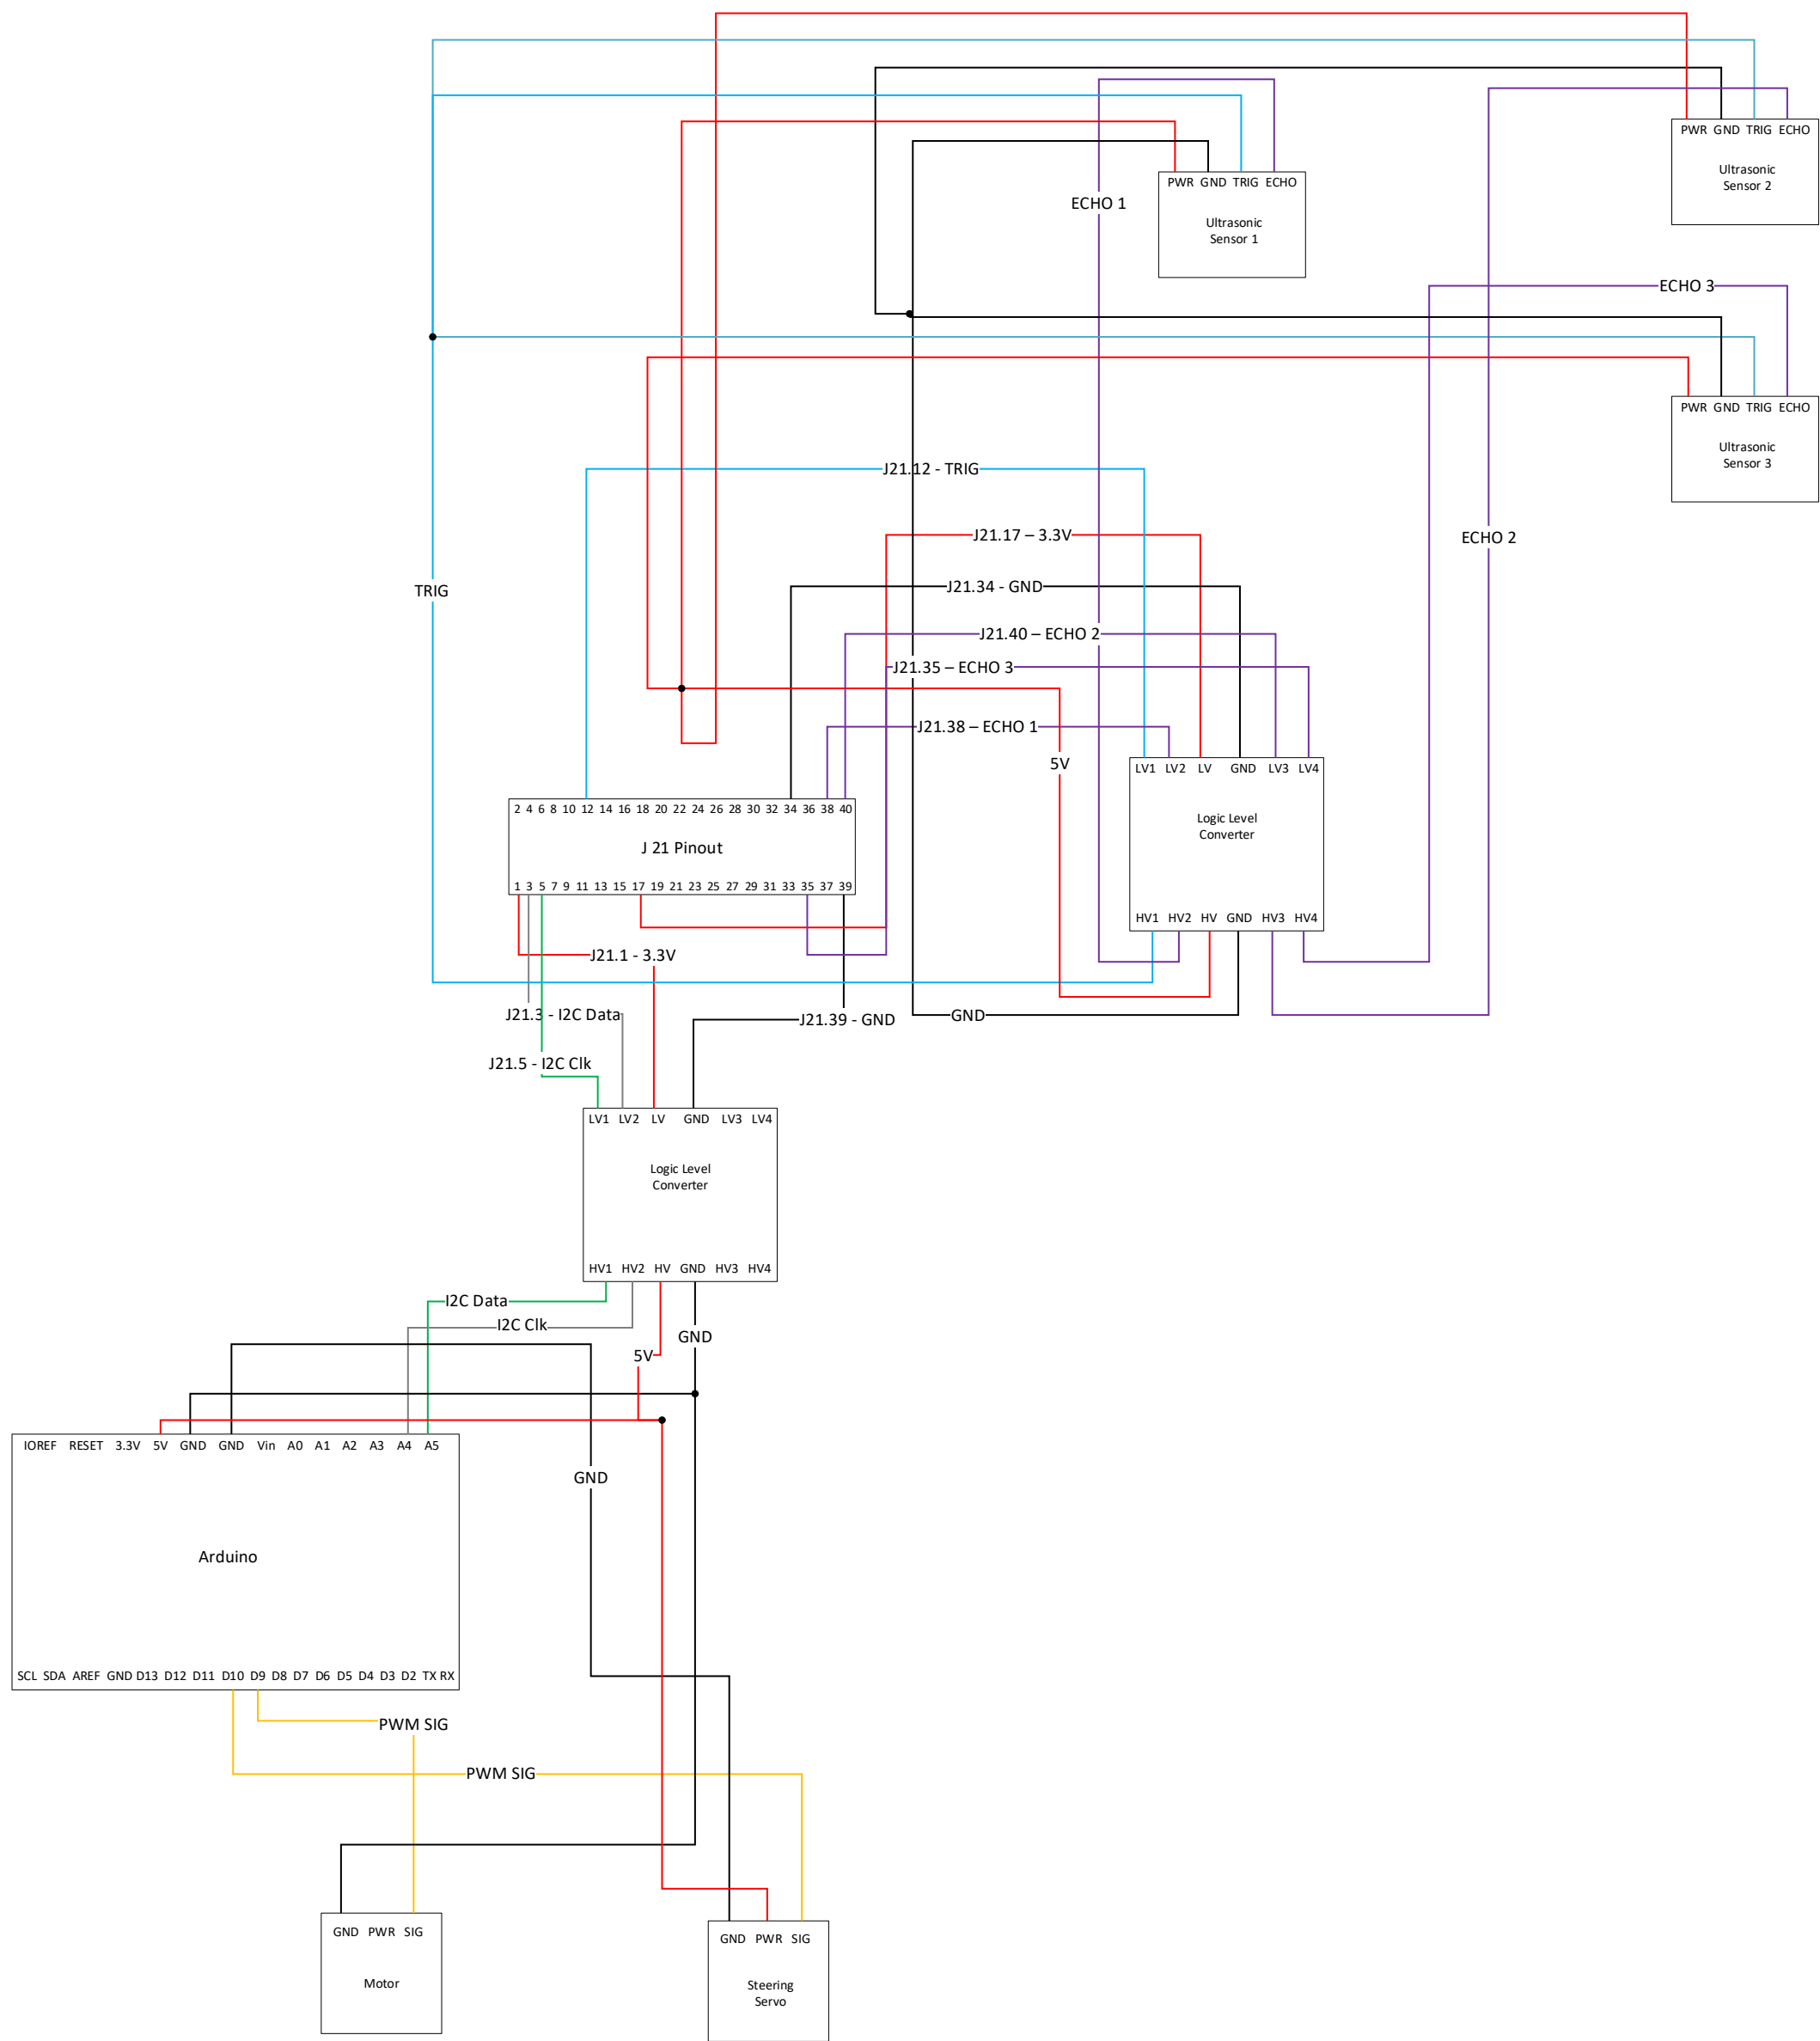 PWR GND TRIG ECHO
Ultrasonic
Sensor 2
PWR GND TRIG ECHO
Ultrasonic
Sensor 1
ECHO 1
ECHO 3
PWR GND TRIG ECHO
Ultrasonic
Sensor 3
J21.12 - TRIG
J21.17 – 3.3V
ECHO 2
TRIG
J21.34 - GND
J21.40 – ECHO 2
J21.35 – ECHO 3
J21.38 – ECHO 1
5V
LV1 LV2 LV GND LV3 LV4
Logic Level
Converter
HV1 HV2 HV GND HV3 HV4
2 4 6 8 10 12 14 16 18 20 22 24 26 28 30 32 34 36 38 40
J 21 Pinout
1 3 5 7 9 11 13 15 17 19 21 23 25 27 29 31 33 35 37 39
J21.1 - 3.3V
J21.3 - I2C Data
J21.39 - GND
GND
J21.5 - I2C Clk
LV1 LV2 LV GND LV3 LV4
Logic Level
Converter
HV1 HV2 HV GND HV3 HV4
I2C Data
I2C Clk
GND
5V
IOREF RESET 3.3V 5V GND GND Vin A0 A1 A2 A3 A4 A5
GND
Arduino
SCL SDA AREF GND D13 D12 D11 D10 D9 D8 D7 D6 D5 D4 D3 D2 TX RX
PWM SIG
PWM SIG
GND PWR SIG
Motor
GND PWR SIG
Steering
Servo